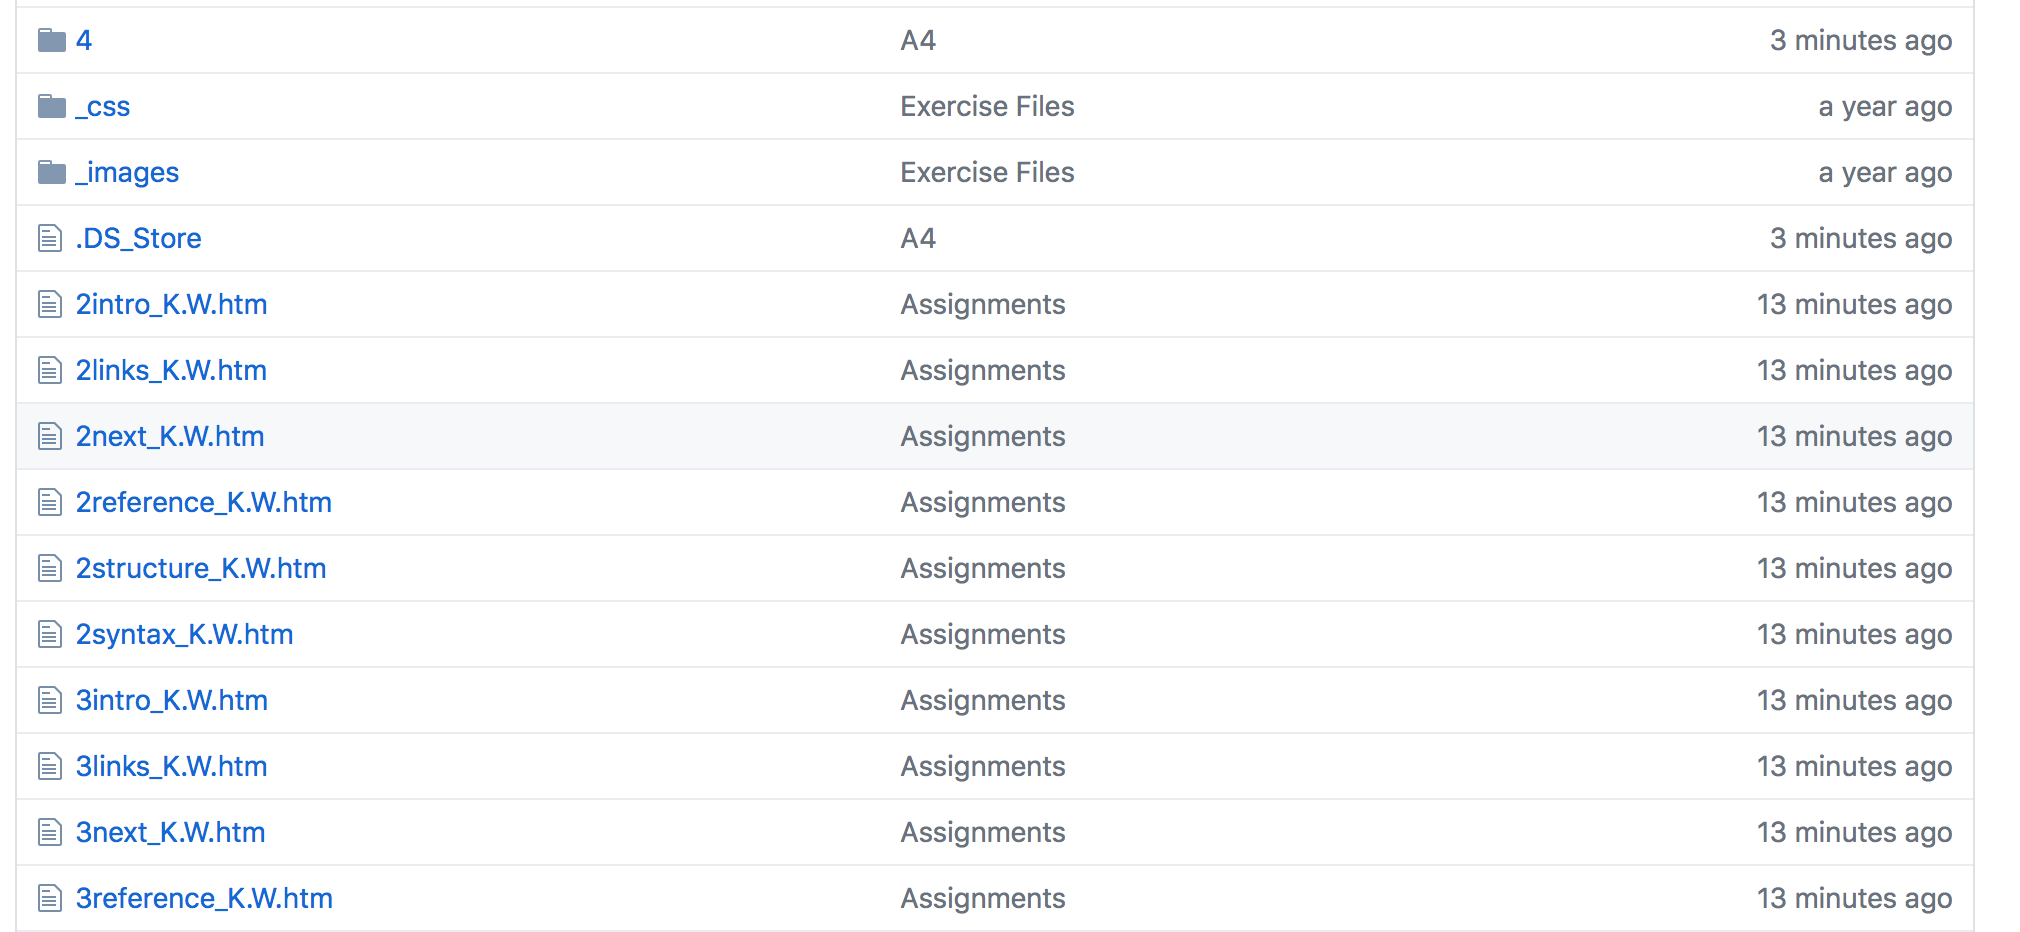 4 A4 3 minutes ago
_css Exercise Files a year ago
_images Exercise Files a year ago
.DS_Store A4 3 minutes ago
2intro_K.W.htm Assignments 13 minutes ago
2links_K.W.htm Assignments 13 minutes ago
2next_K.W.htm Assignments 13 minutes ago
2reference_K.W.htm Assignments 13 minutes ago
2structure_K.W.htm Assignments 13 minutes ago
2syntax_K.W.htm Assignments 13 minutes ago
3intro_K.W.htm Assignments 13 minutes ago
3links_K.W.htm Assignments 13 minutes ago
3next_K.W.htm Assignments 13 minutes ago
3reference_K.W.htm Assignments 13 minutes ago